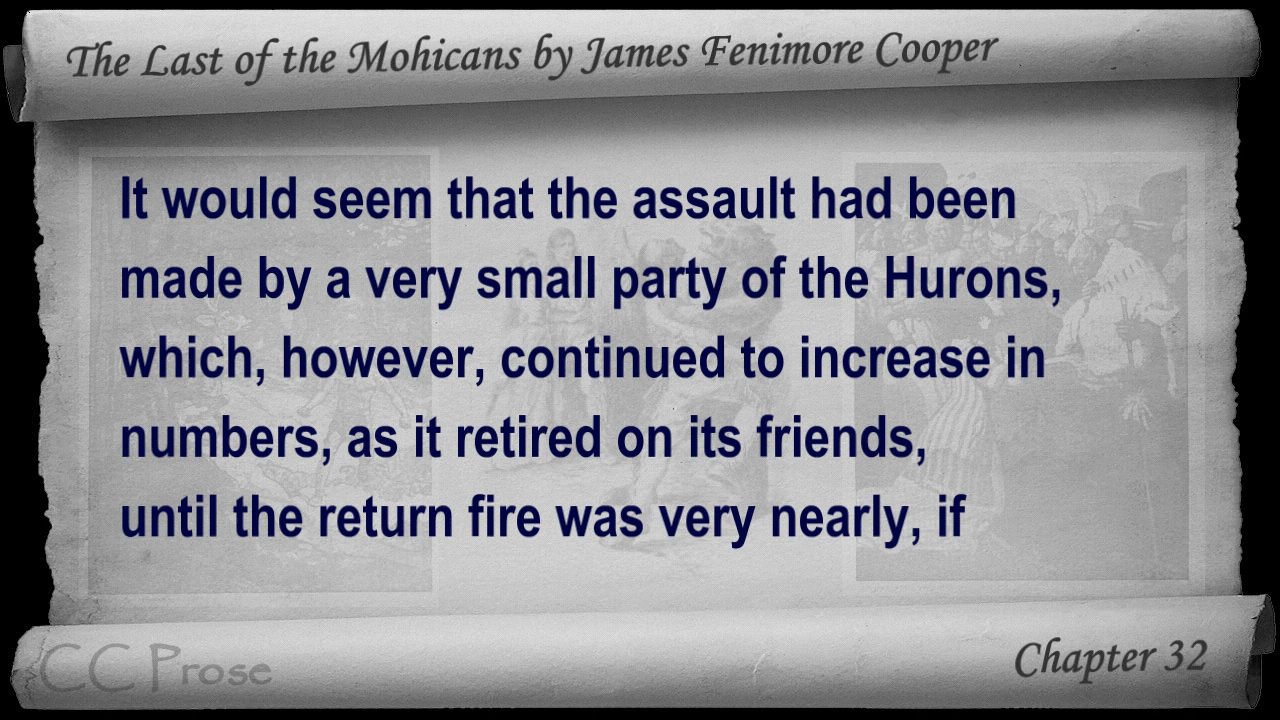 The Last of the Mohicans by James Fenimore Cooper
It would seem that the assault had been
made by a very small party of the Hurons,
which, however, continued to increase in
numbers, as it retired on its friends,
until the return fire was very nearly, if
CC Prose
Chapter 32